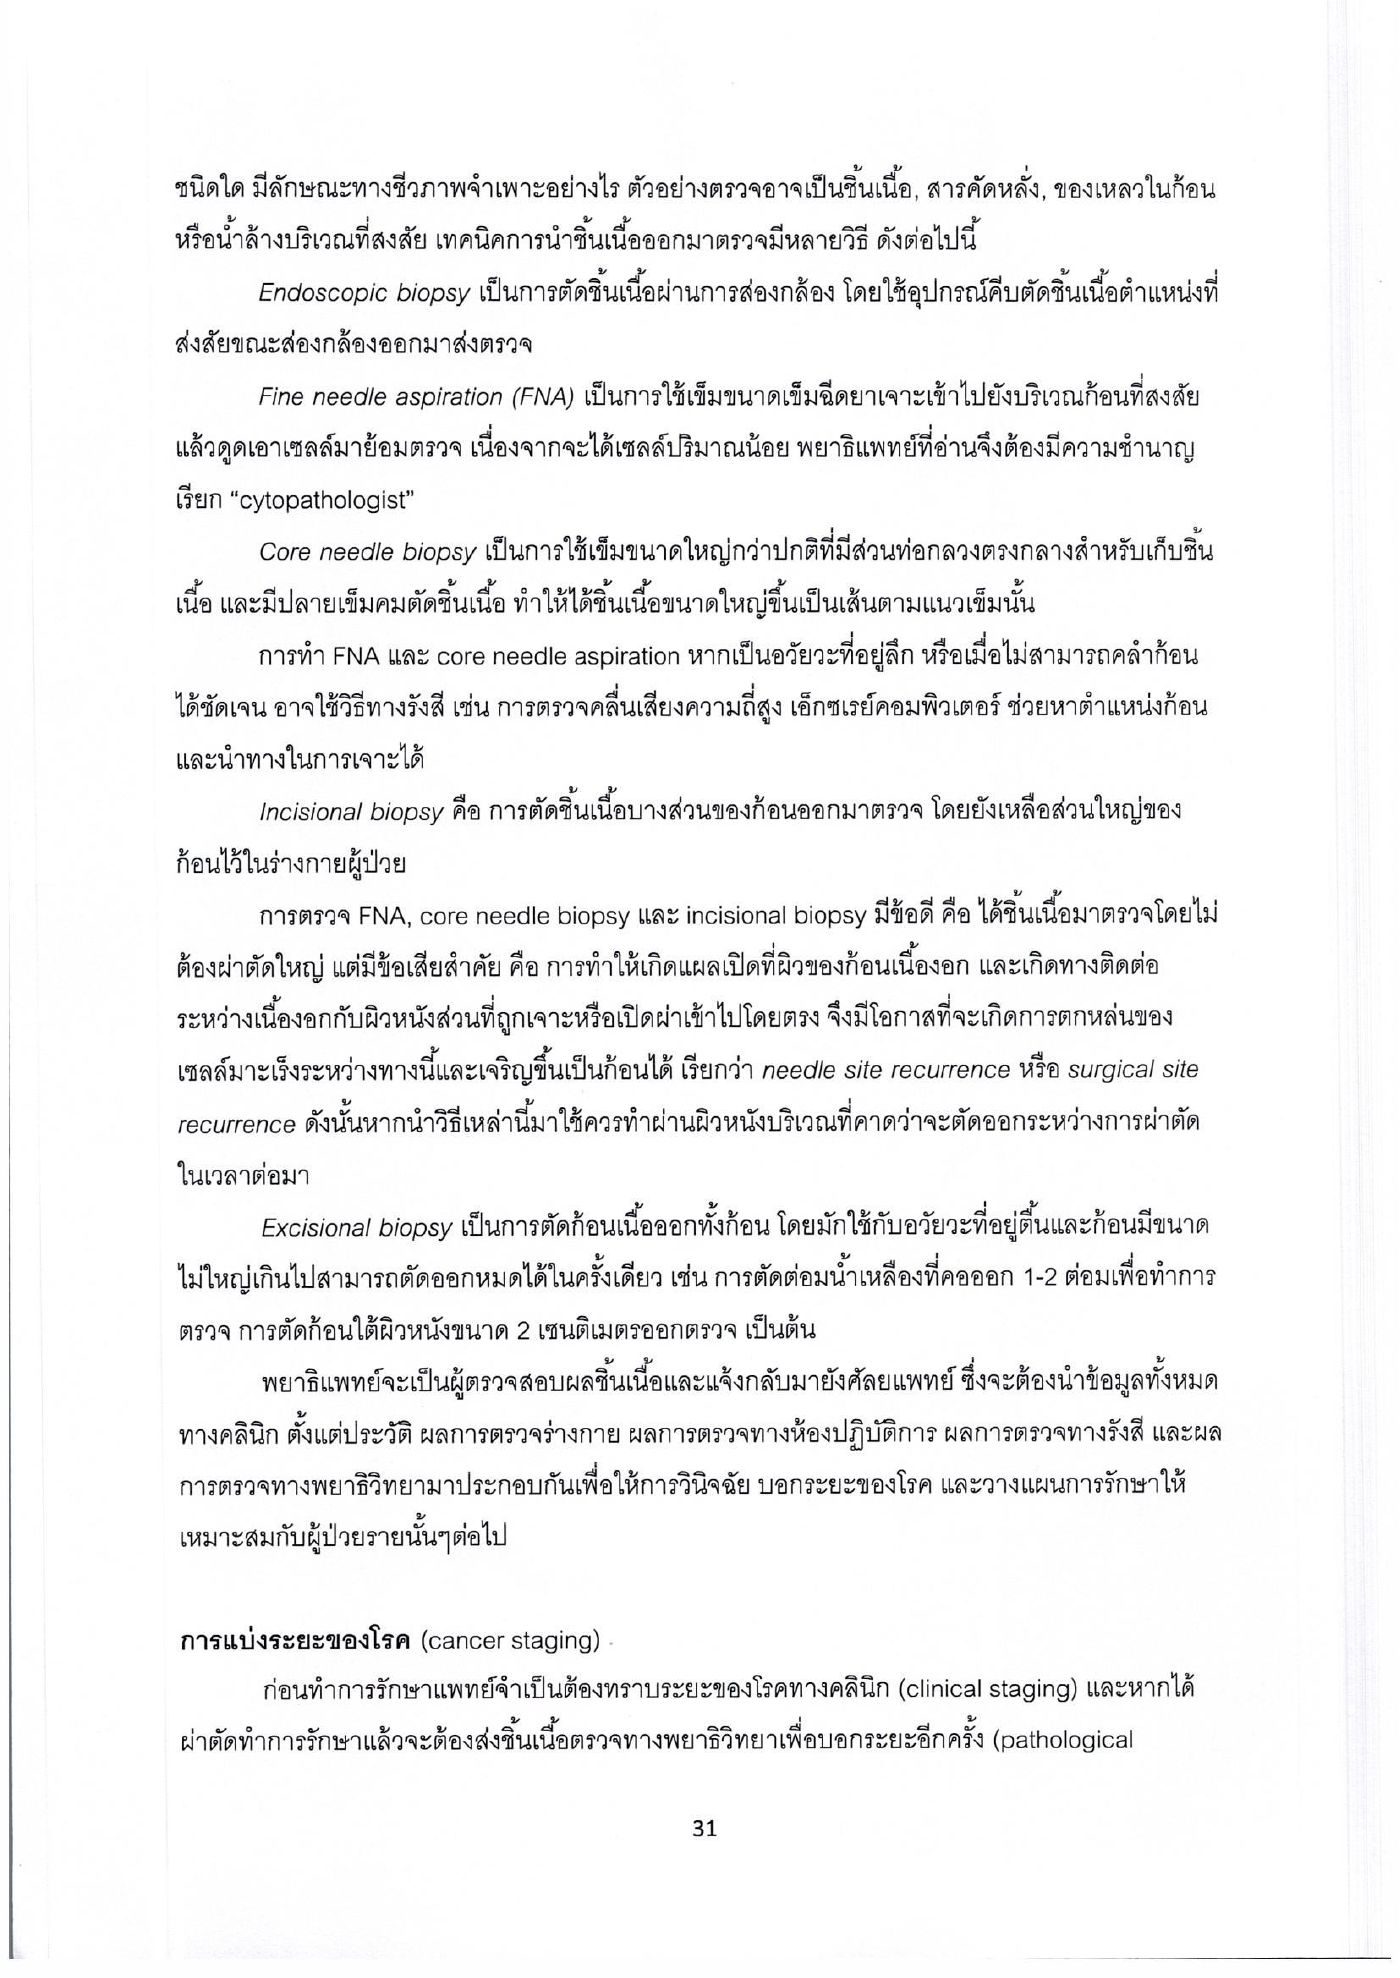 ชนิดใด มีลักษณะทางชีวภาพจำเพาะอย่างไร ตัวอย่างตรวจอาจเป็นชิ้นเนื้อ, สารคัดหลั่ง, ของเหลวในก้อน
หรือน้ำล้างบริเวณที่สงสัย เทคนิคการนำชิ้นเนื้อออกมาตรวจมีหลายวิธี ดังต่อไปนี้
Endoscopic biopsy เป็นการตัดชิ้นเนื้อผ่านการส่องกล้อง โดยใช้อุปกรณ์คีบตัดชิ้นเนื้อตำแหน่งที่
ส่งสัยขณะส่องกล้องออกมาส่งตรวจ
Fine needle aspiration (FNA) เป็นการใช้เข็มขนาดเข็มฉีดยาเจาะเข้าไปยังบริเวณก้อนที่สงสัย
แล้วดูดเอาเซลล์มาย้อมตรวจ เนื่องจากจะได้เซลล์ปริมาณน้อย พยาธิแพทย์ที่อ่านจึงต้องมีความชำนาญ
เรียก “cytopathologist”
Core needle biopsy เป็นการใช้เข็มขนาดใหญ่กว่าปกติที่มีส่วนท่อกลวงตรงกลางสำหรับเก็บชิ้น
เนื้อ และมีปลายเข็มคมตัดชิ้นเนื้อ ทำให้ได้ชิ้นเนื้อขนาดใหญ่ขึ้นเป็นเส้นตามแนวเข็มนั้น
การทำ FNA และ core needle aspiration หากเป็นอวัยวะที่อยู่ลึก หรือเมื่อไม่สามารถคลำก้อน
ได้ชัดเจน อาจใช้วิธีทางรังสี เช่น การตรวจคลื่นเสียงความถี่สูง เอ็กซเรย์คอมพิวเตอร์ ช่วยหาตำแหน่งก้อน
และนำทางในการเจาะได้
Incisional biopsy คือ การตัดชิ้นเนื้อบางส่วนของก้อนออกมาตรวจ โดยยังเหลือส่วนใหญ่ของ
ก้อนไว้ในร่างกายผู้ป่วย
การตรวจ FNA, core needle biopsy และ incisional biopsy มีข้อดี คือ ได้ชิ้นเนื้อมาตรวจโดยไม่
ต้องผ่าตัดใหญ่ แต่มีข้อเสียสำคัย คือ การทำให้เกิดแผลเปิดที่ผิวของก้อนเนื้องอก และเกิดทางติดต่อ
ระหว่างเนื้องอกกับผิวหนังส่วนที่ถูกเจาะหรือเปิดผ่าเข้าไปโดยตรง จึงมีโอกาสที่จะเกิดการตกหล่นของ
เซลล์มาะเร็งระหว่างทางนี้และเจริญขึ้นเป็นก้อนได้ เรียกว่า needle site recurrence หรือ surgical site
recurrence ดังนั้นหากนำวิธีเหล่านี้มาใช้ควรทำผ่านผิวหนังบริเวณที่คาดว่าจะตัดออกระหว่างการผ่าตัด
ในเวลาต่อมา
Excisional biopsy เป็นการตัดก้อนเนื้อออกทั้งก้อน โดยมักใช้กับอวัยวะที่อยู่ตื้นและก้อนมีขนาด
ไม่ใหญ่เกินไปสามารถตัดออกหมดได้ในครั้งเดียว เช่น การตัดต่อมน้ำเหลืองที่คอออก 1-2 ต่อมเพื่อทำการ
ตรวจ การตัดก้อนใต้ผิวหนังขนาด 2 เซนติเมตรออกตรวจ เป็นต้น
พยาธิแพทย์จะเป็นผู้ตรวจสอบผลชิ้นเนื้อและแจ้งกลับมายังศัลยแพทย์ ซึ่งจะต้องนำข้อมูลทั้งหมด
ทางคลินิก ตั้งแต่ประวัติ ผลการตรวจร่างกาย ผลการตรวจทางห้องปฏิบัติการ ผลการตรวจทางรังสี และผล
การตรวจทางพยาธิวิทยามาประกอบกันเพื่อให้การวินิจฉัย บอกระยะของโรค และวางแผนการรักษาให้
เหมาะสมกับผู้ป่วยรายนั้นๆต่อไป
การแบ่งระยะของโรค (cancer staging)
ก่อนทำการรักษาแพทย์จำเป็นต้องทราบระยะของโรคทางคลินิก (clinical staging) และหากได้
ผ่าตัดทำการรักษาแล้วจะต้องส่งชิ้นเนื้อตรวจทางพยาธิวิทยาเพื่อบอกระยะอีกครั้ง (pathological
31